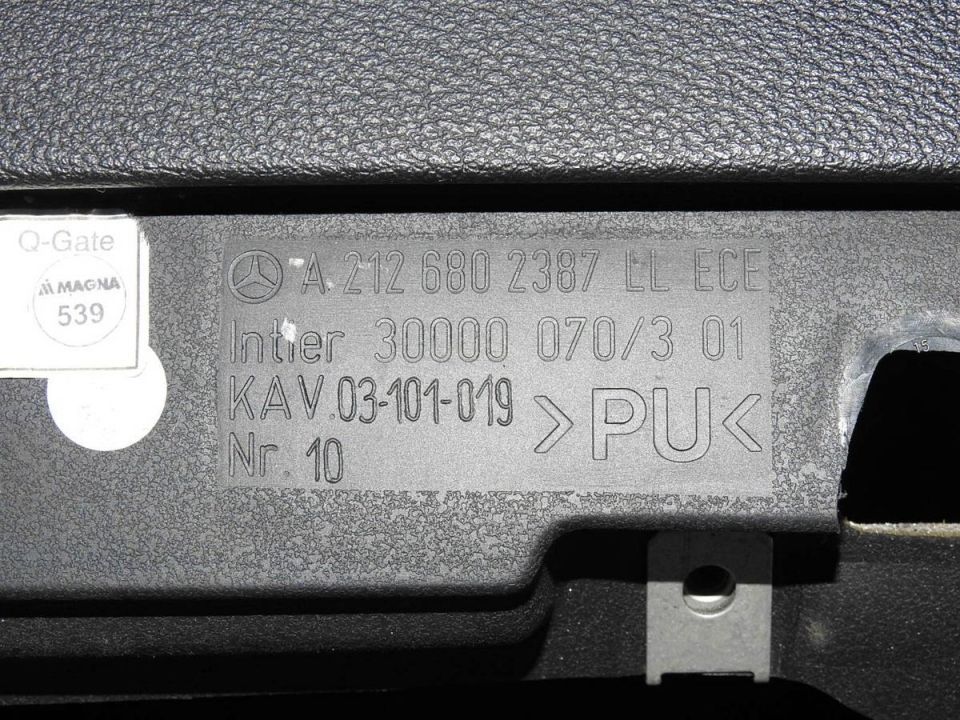 Q-Gate
MAGNA
539
A 212 680 2387 LL ECE
Intier 30000 070/3 01
KAV.03-101-019
Nr. 10
>PU<
15